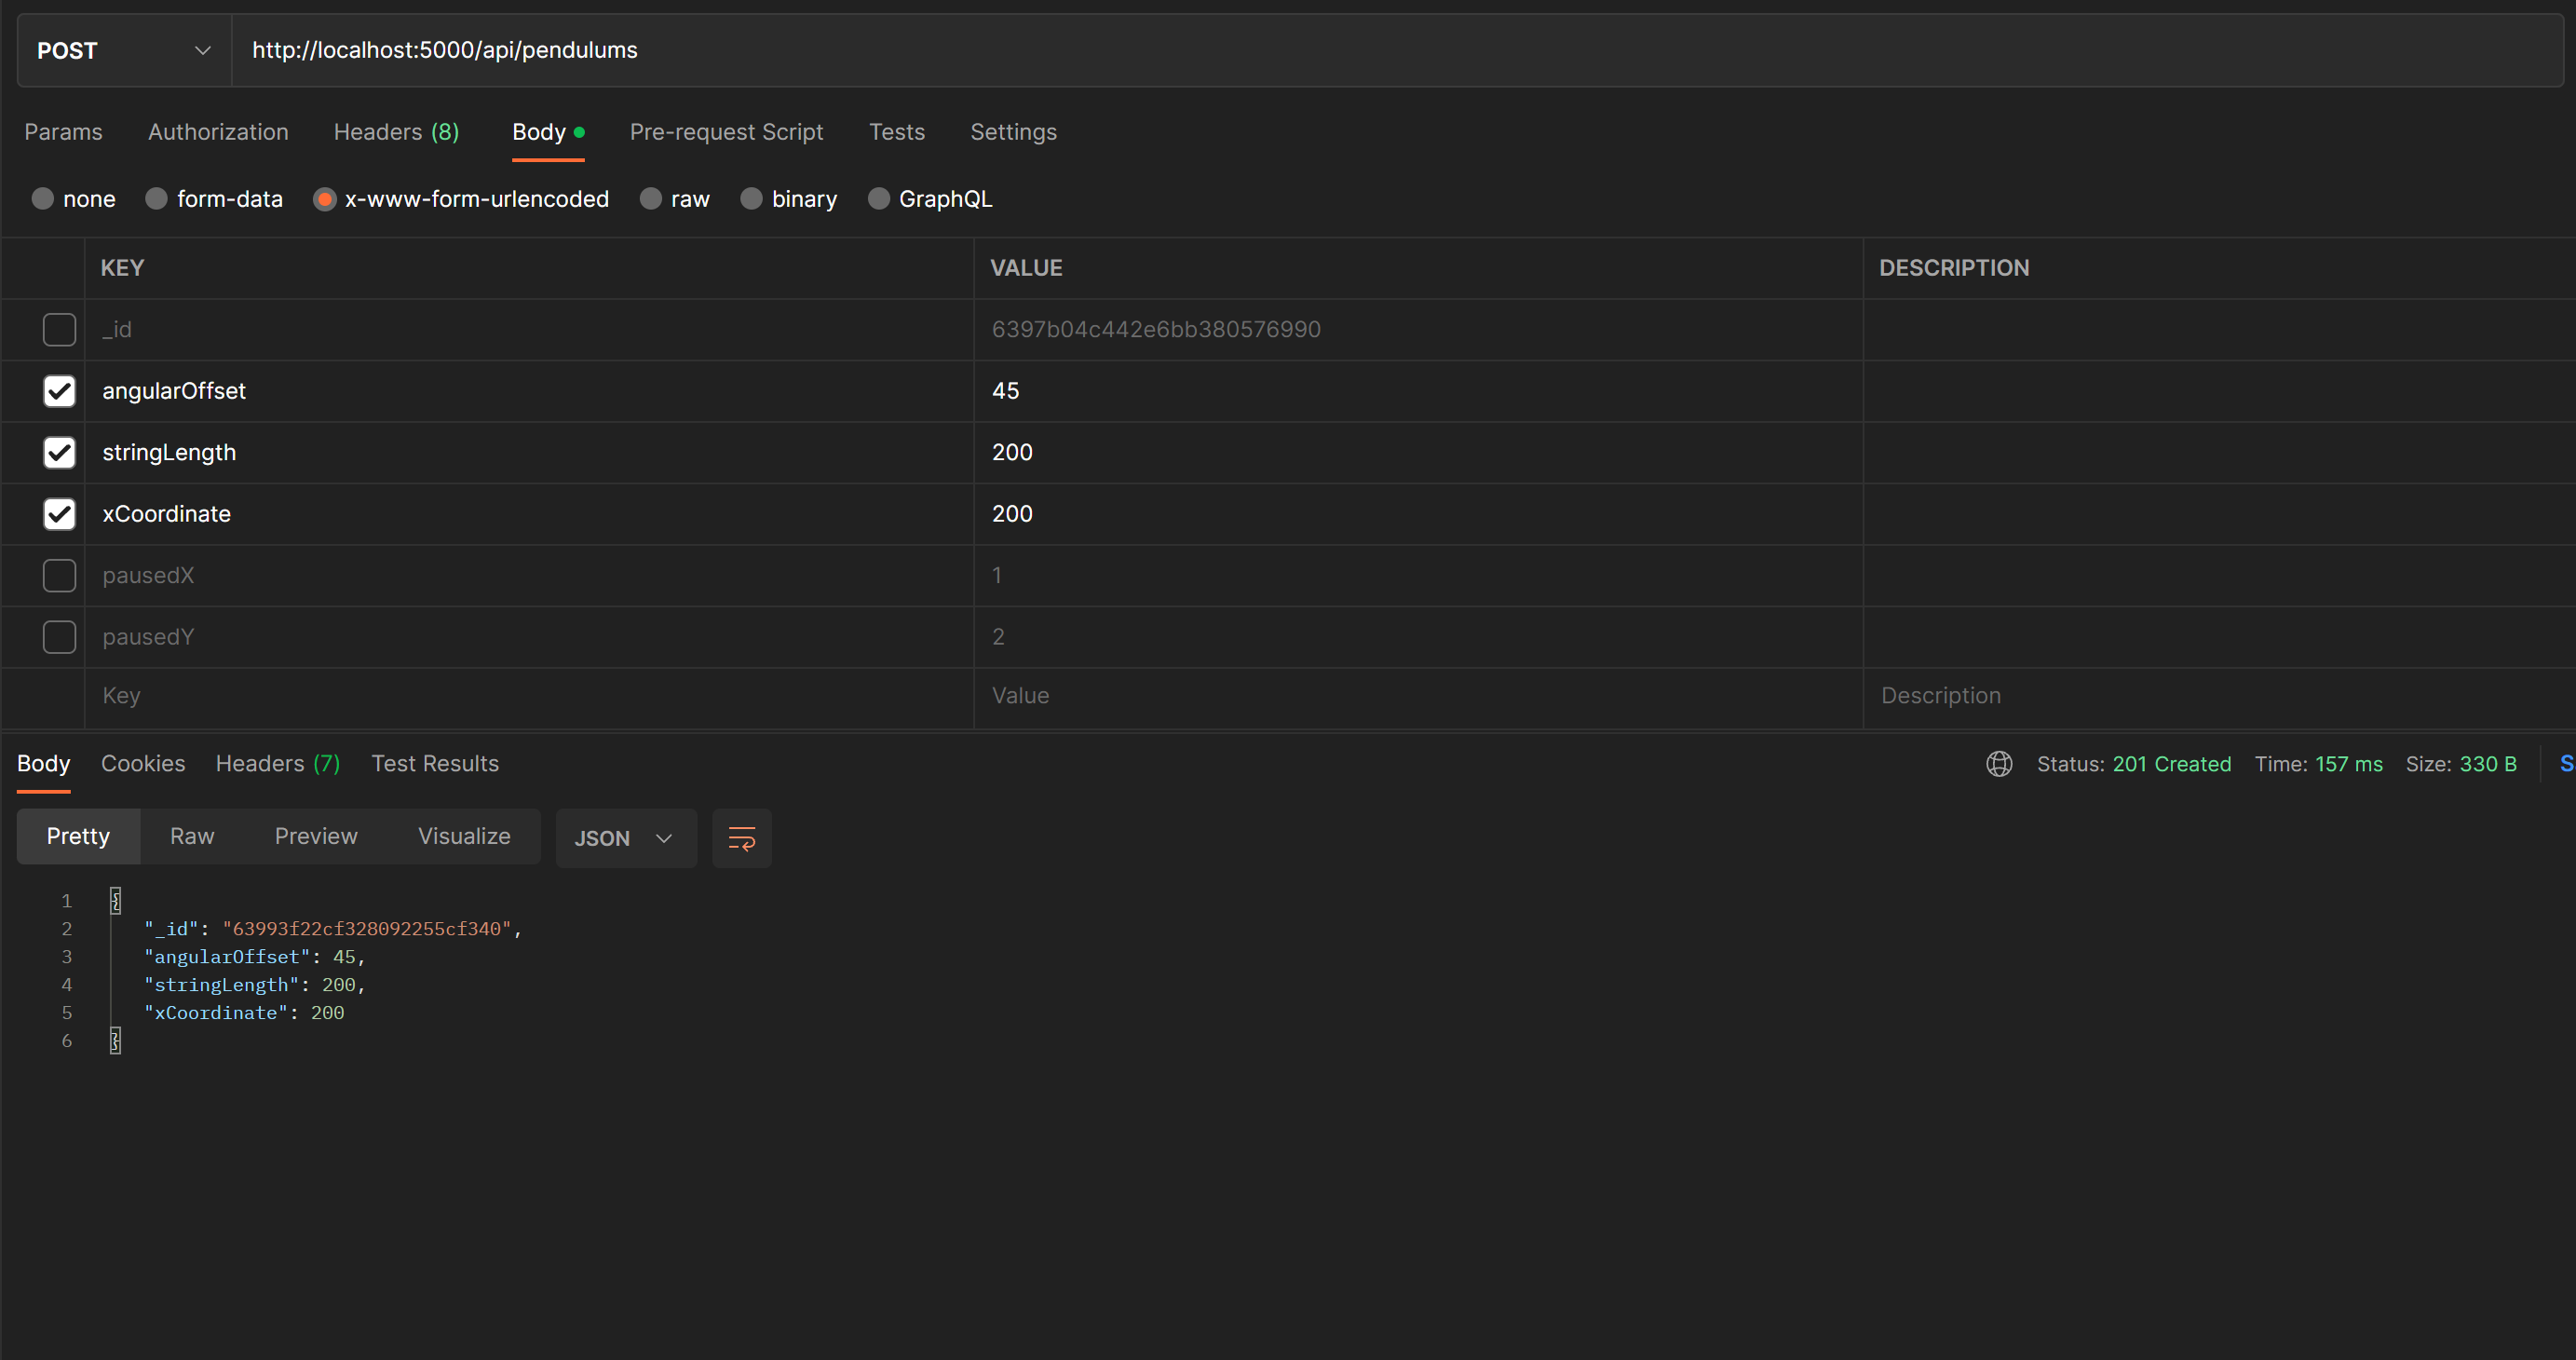 POST http://localhost:5000/api/pendulums
Params Authorization Headers (8) Body Pre-request Script Tests Settings
none form-data x-www-form-urlencoded raw binary GraphQL
KEY VALUE DESCRIPTION
_id 6397b04c442e6bb380576990
angularOffset 45
stringLength 200
xCoordinate 200
pausedX 1
pausedY 2
Key Value Description
Body Cookies Headers (7) Test Results Status: 201 Created Time: 157 ms Size: 330 B S
Pretty Raw Preview Visualize JSON
1 {
2 "_id": "63993f22cf328092255cf340",
3 "angularOffset": 45,
4 "stringLength": 200,
5 "xCoordinate": 200
6 }